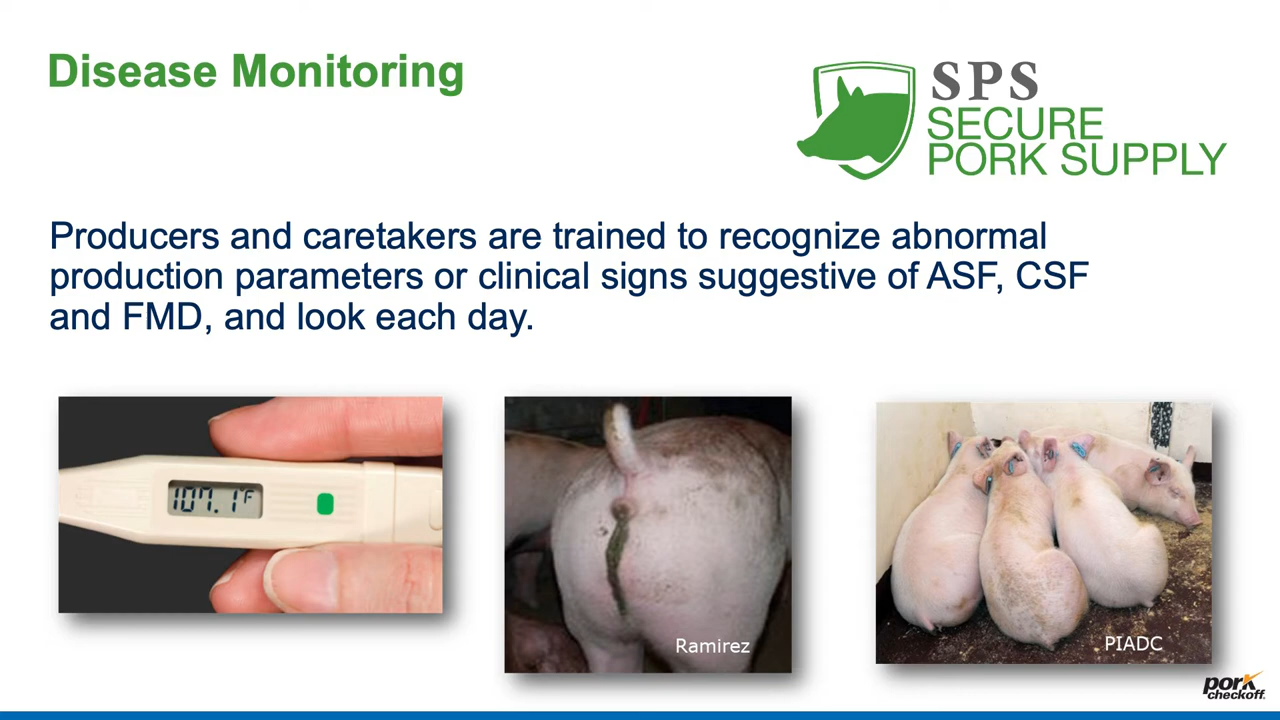 Disease Monitoring
SPS
SECURE
PORK SUPPLY
Producers and caretakers are trained to recognize abnormal
production parameters or clinical signs suggestive of ASF, CSF
and FMD, and look each day.
107.1°F
Ramirez
PIADC
pork
checkoff.